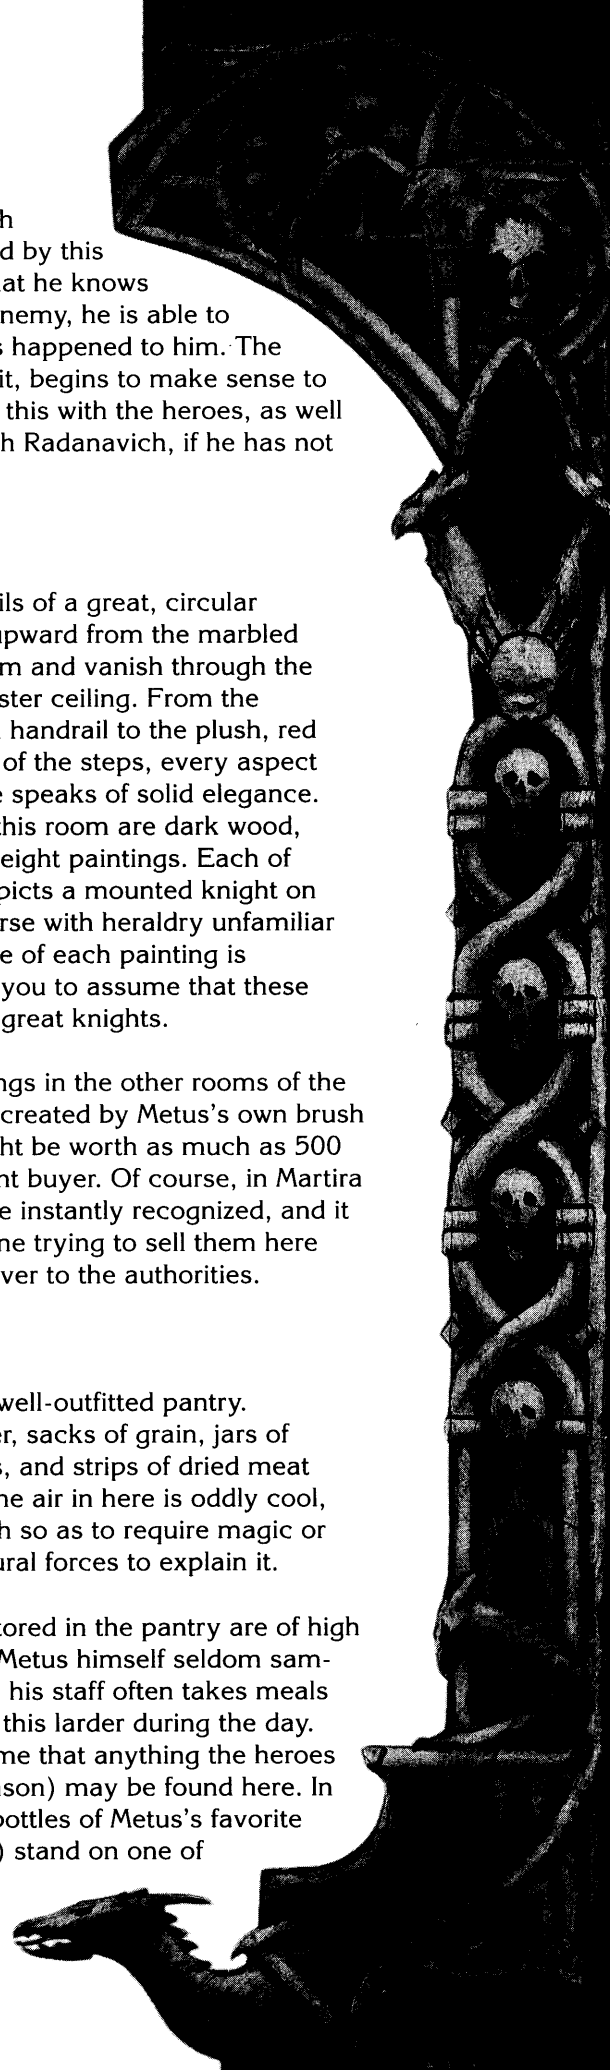 h
d by this
at he knows
nemy, he is able to
s happened to him. The
it, begins to make sense to
this with the heroes, as well
h Radanavich, if he has not
ils of a great, circular
upward from the marbled
m and vanish through the
ster ceiling. From the
handrail to the plush, red
of the steps, every aspect
e speaks of solid elegance.
this room are dark wood,
eight paintings. Each of
picts a mounted knight on
rse with heraldry unfamiliar
e of each painting is
you to assume that these
great knights.
ngs in the other rooms of the
created by Metus's own brush
ht be worth as much as 500
nt buyer. Of course, in Martira
e instantly recognized, and it
ne trying to sell them here
ver to the authorities.
well-outfitted pantry.
er, sacks of grain, jars of
s, and strips of dried meat
he air in here is oddly cool,
h so as to require magic or
ural forces to explain it.
tored in the pantry are of high
Metus himself seldom sam-
his staff often takes meals
this larder during the day.
me that anything the heroes
ason) may be found here. In
bottles of Metus's favorite
) stand on one of